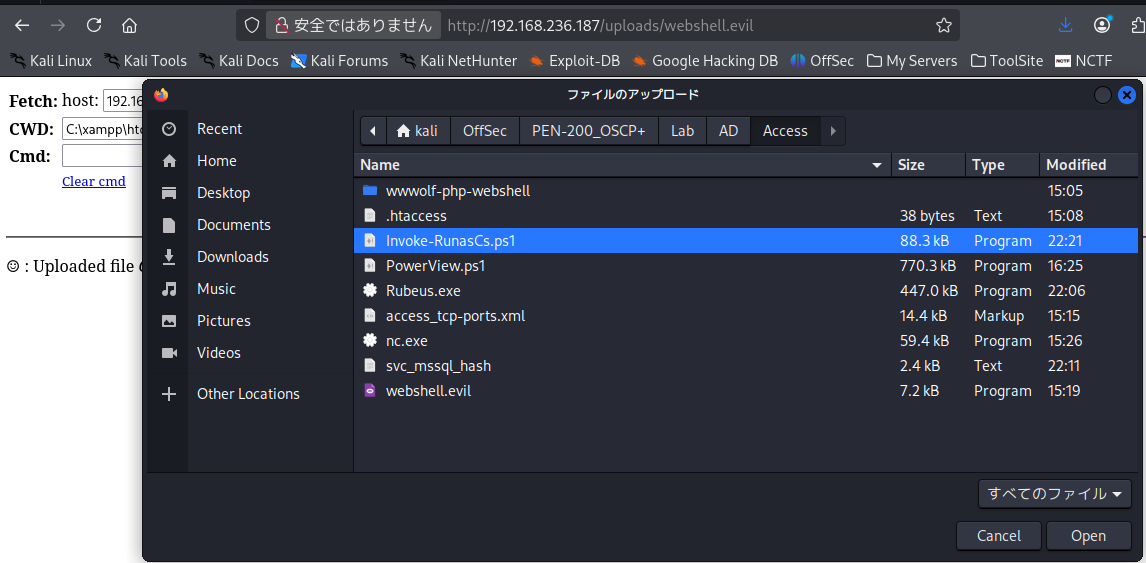 安全ではありません http://192.168.236.187/uploads/webshell.evil
Kali Linux Kali Tools Kali Docs Kali Forums Kali NetHunter Exploit-DB Google Hacking DB OffSec My Servers ToolSite NCTF NCTF
Fetch: host: 192.16
CWD: C:\xampp\htd
Cmd:
Clear cmd
☺ : Uploaded file
ファイルのアップロード
Recent
Home
Desktop
Documents
Downloads
Music
Pictures
Videos
Other Locations
kali OffSec PEN-200_OSCP+ Lab AD Access
Name Size Type Modified
wwwolf-php-webshell 15:05
.htaccess 38 bytes Text 15:08
Invoke-RunasCs.ps1 88.3 kB Program 22:21
PowerView.ps1 770.3 kB Program 16:25
Rubeus.exe 447.0 kB Program 22:06
access_tcp-ports.xml 14.4 kB Markup 15:15
nc.exe 59.4 kB Program 15:26
svc_mssql_hash 2.4 kB Text 22:11
webshell.evil 7.2 kB Program 15:19
すべてのファイル
Cancel Open